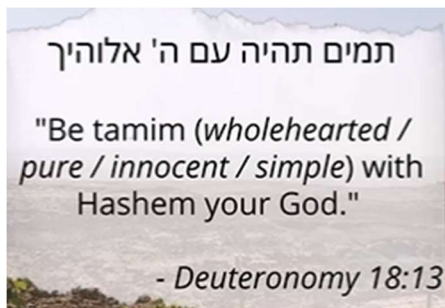 תמים תהיה עם ה' אלוהיך
"Be tamim (wholehearted /
pure / innocent / simple) with
Hashem your God."
- Deuteronomy 18:13